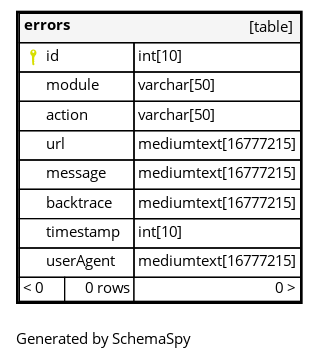 errors [table]
id int[10]
module varchar[50]
action varchar[50]
url mediumtext[16777215]
message mediumtext[16777215]
backtrace mediumtext[16777215]
timestamp int[10]
userAgent mediumtext[16777215]
< 0 0 rows 0 >
Generated by SchemaSpy